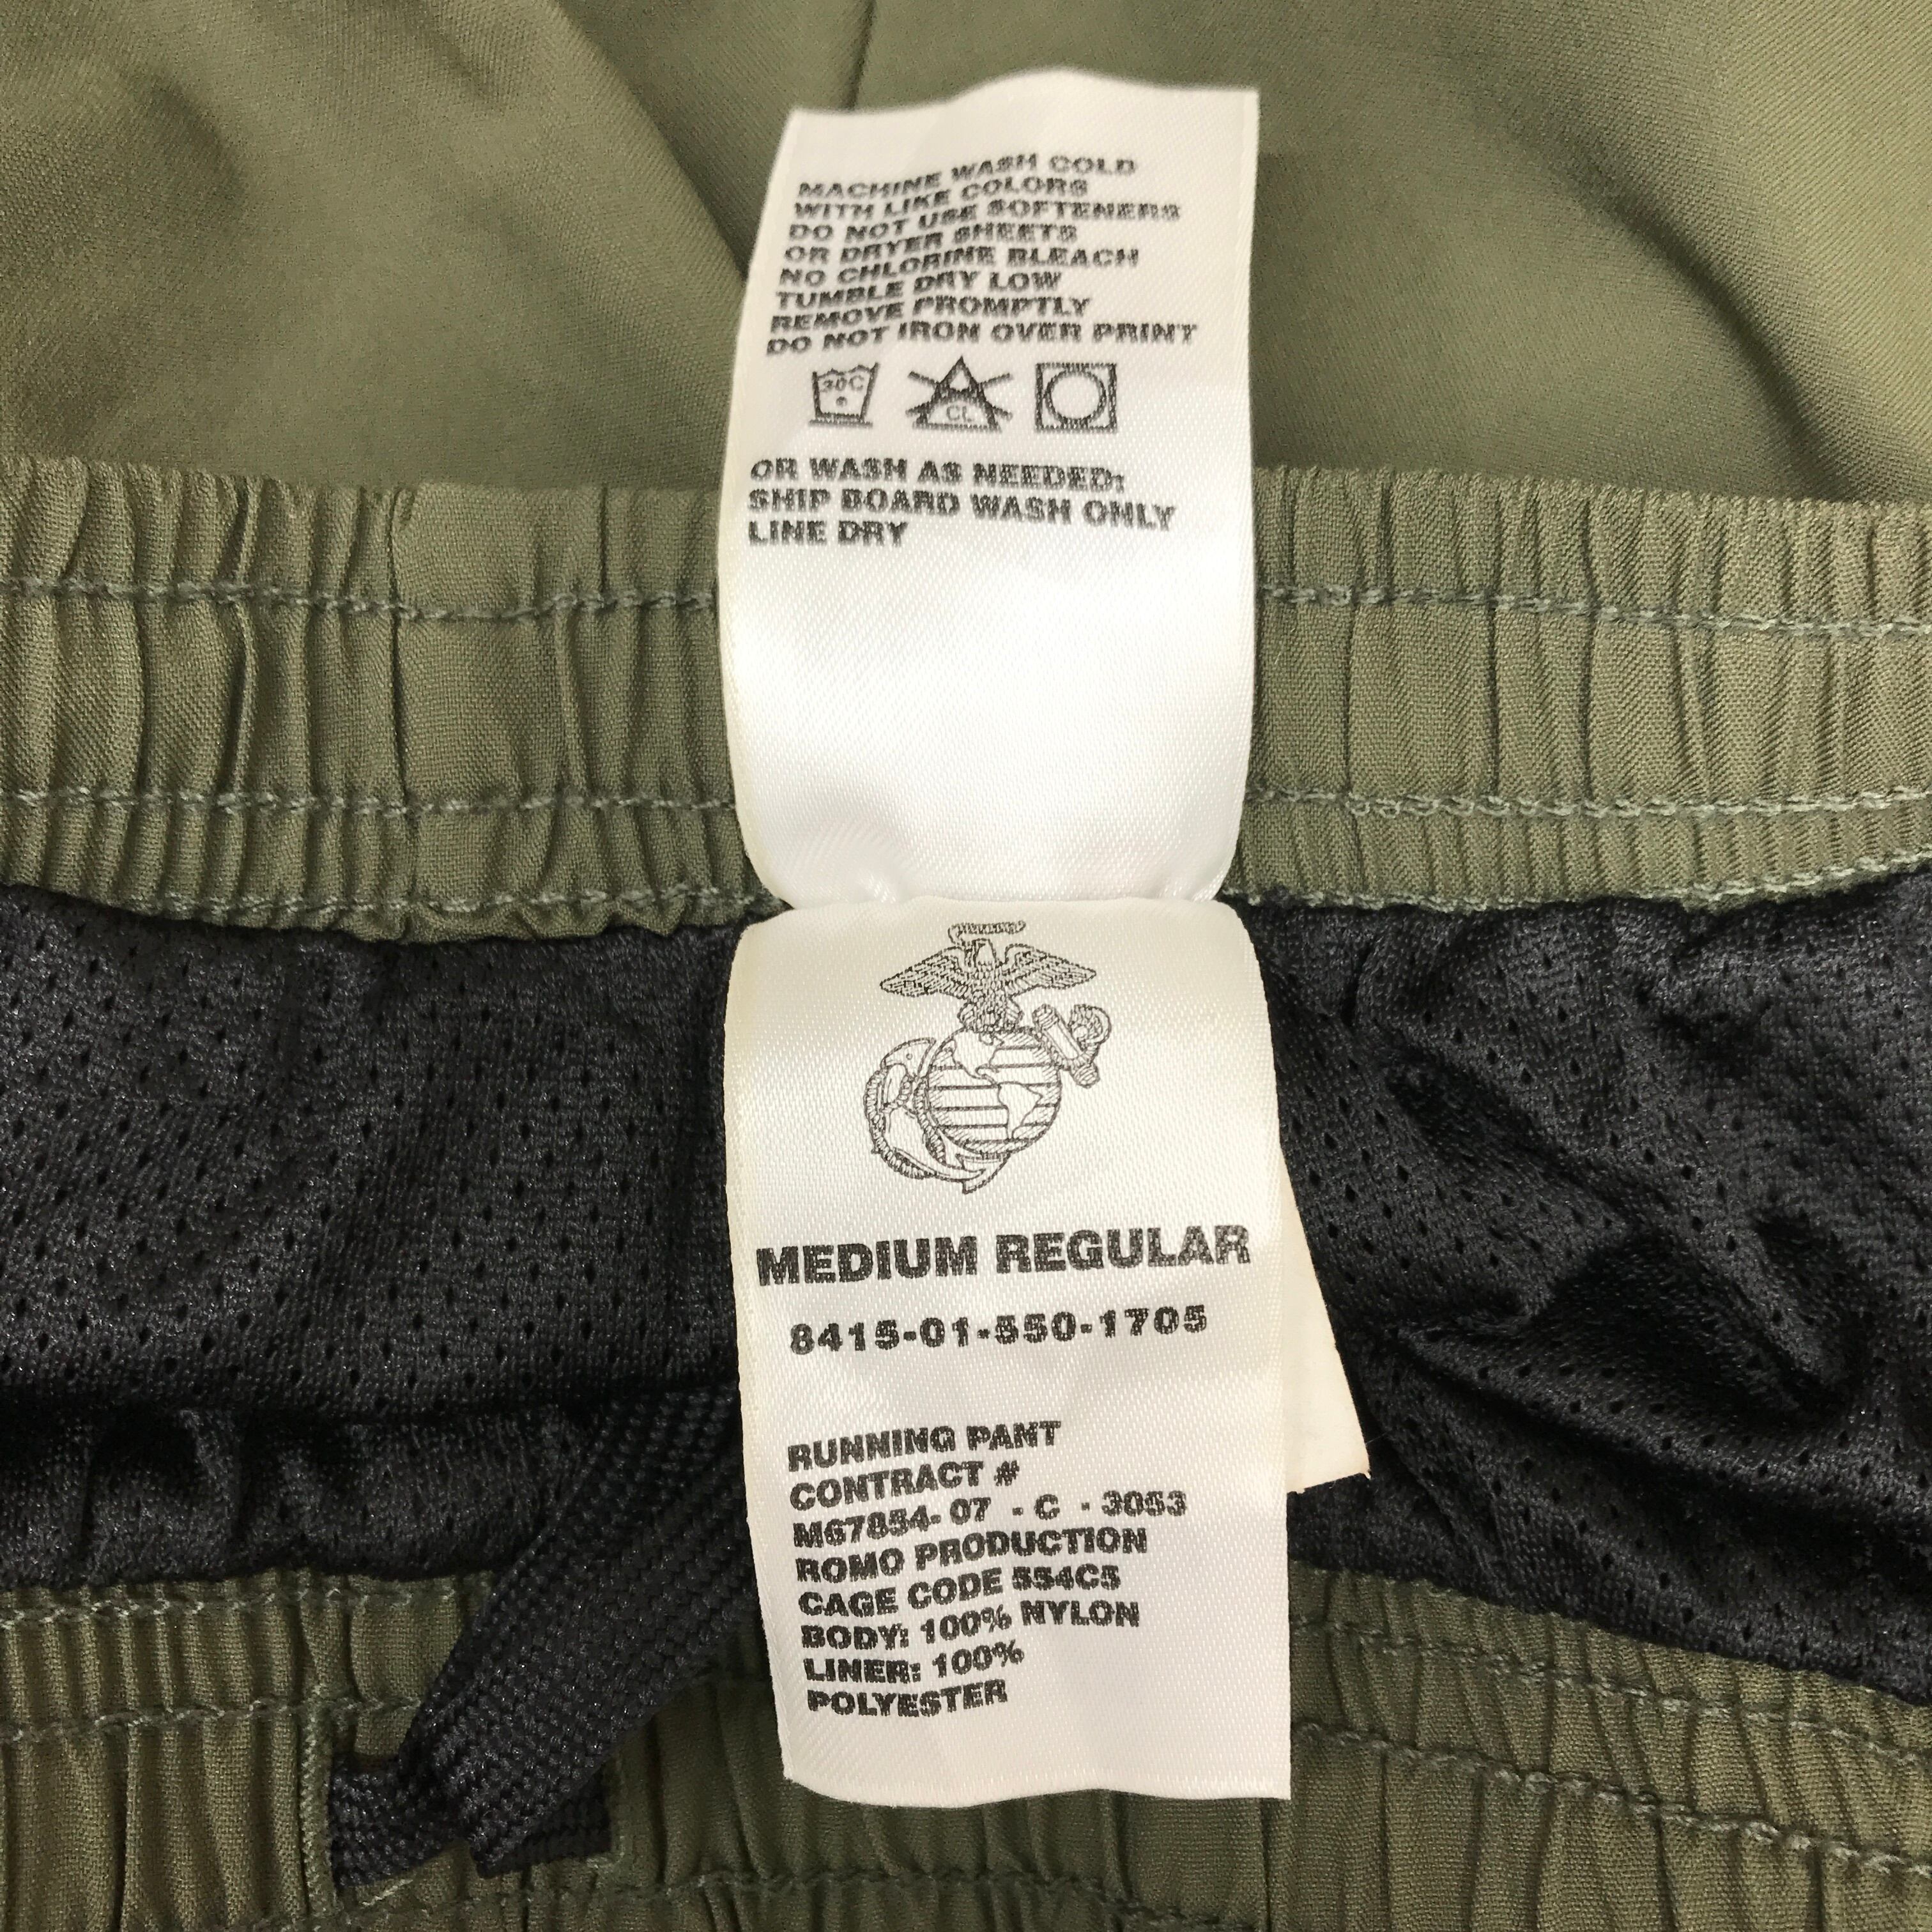 MACHINE WASH COLD
WITH LIKE COLORS
DO NOT USE SOFTENERS
OR DRYER SHEETS
NO CHLORINE BLEACH
TUMBLE DRY LOW
REMOVE PROMPTLY
DO NOT IRON OVER PRINT
30C
CL
OR WASH AS NEEDED:
SHIP BOARD WASH ONLY
LINE DRY
MEDIUM REGULAR
8415-01-550-1705
RUNNING PANT
CONTRACT #
M67854-07 - C - 3053
ROMO PRODUCTION
CAGE CODE 554C5
BODY: 100% NYLON
LINER: 100%
POLYESTER